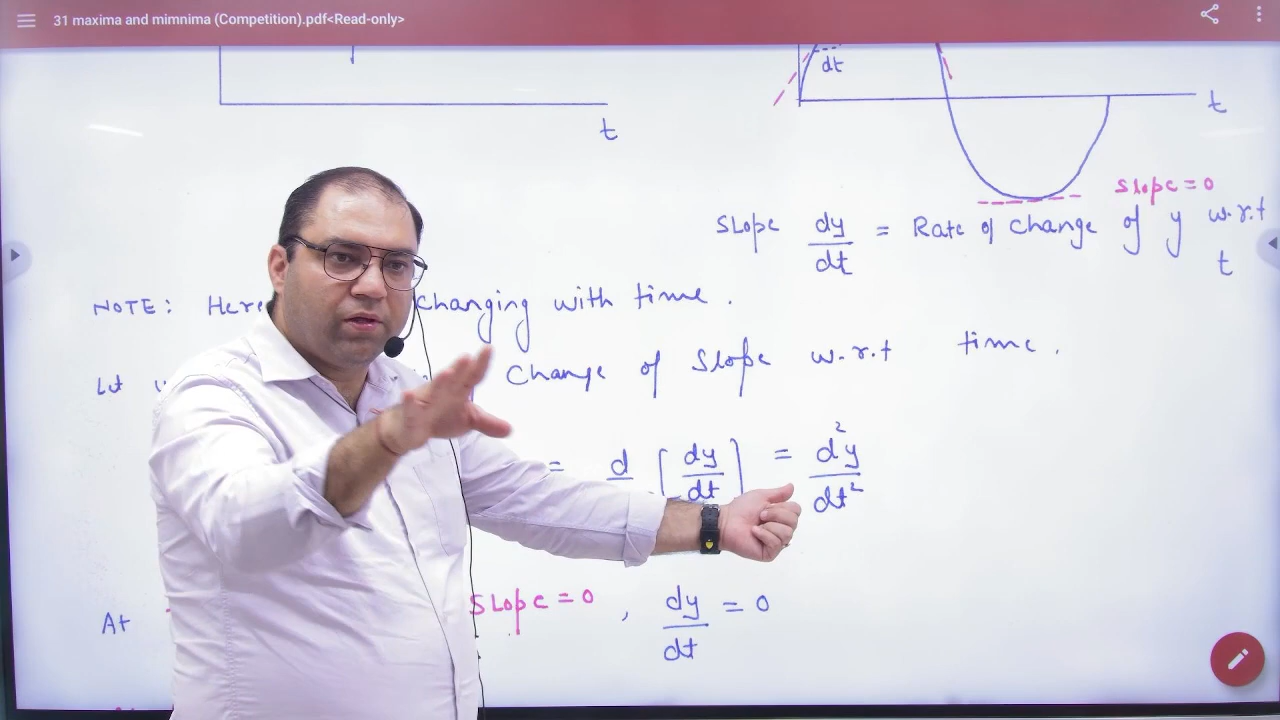 31 maxima and mimnima (Competition).pdf<Read-only>
dt
t
t
slope = 0
Slope dy/dt = Rate of change of y w.r.t
t
NOTE: Here changing with time.
Let change of slope w.r.t time.
= d [dy/dt] = d²y/dt²
At slope = 0, dy/dt = 0